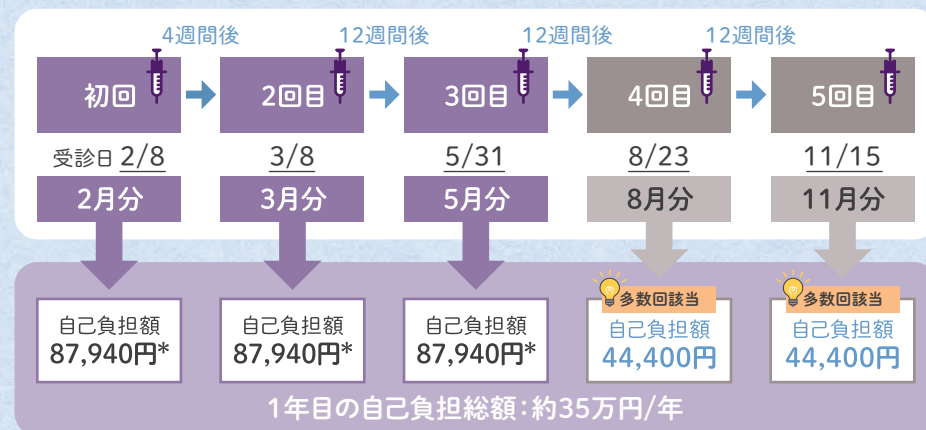 4週間後
12週間後
12週間後
12週間後
初回
2回目
3回目
4回目
5回目
受診日 2/8
3/8
5/31
8/23
11/15
2月分
3月分
5月分
8月分
11月分
自己負担額
87,940円*
自己負担額
87,940円*
自己負担額
87,940円*
多数回該当
自己負担額
44,400円
多数回該当
自己負担額
44,400円
1年目の自己負担総額:約35万円/年